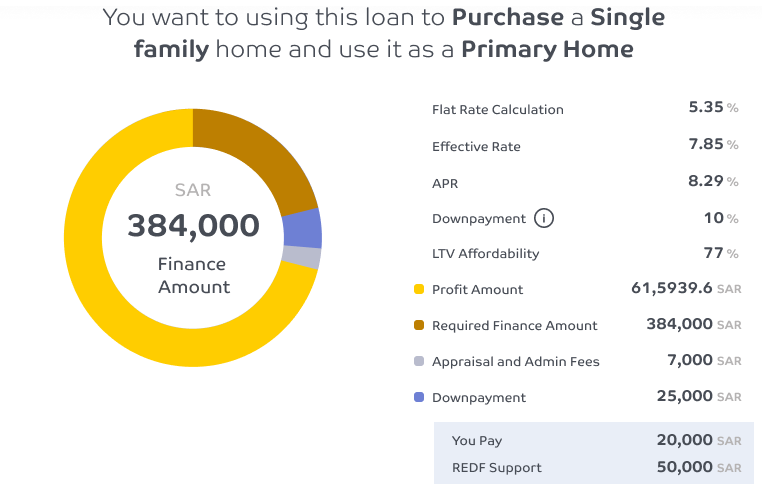 You want to using this loan to Purchase a Single
family home and use it as a Primary Home
SAR
384,000
Finance
Amount
Flat Rate Calculation 5.35 %
Effective Rate 7.85 %
APR 8.29 %
Downpayment i 10 %
LTV Affordability 77 %
Profit Amount 61,5939.6 SAR
Required Finance Amount 384,000 SAR
Appraisal and Admin Fees 7,000 SAR
Downpayment 25,000 SAR
You Pay 20,000 SAR
REDF Support 50,000 SAR